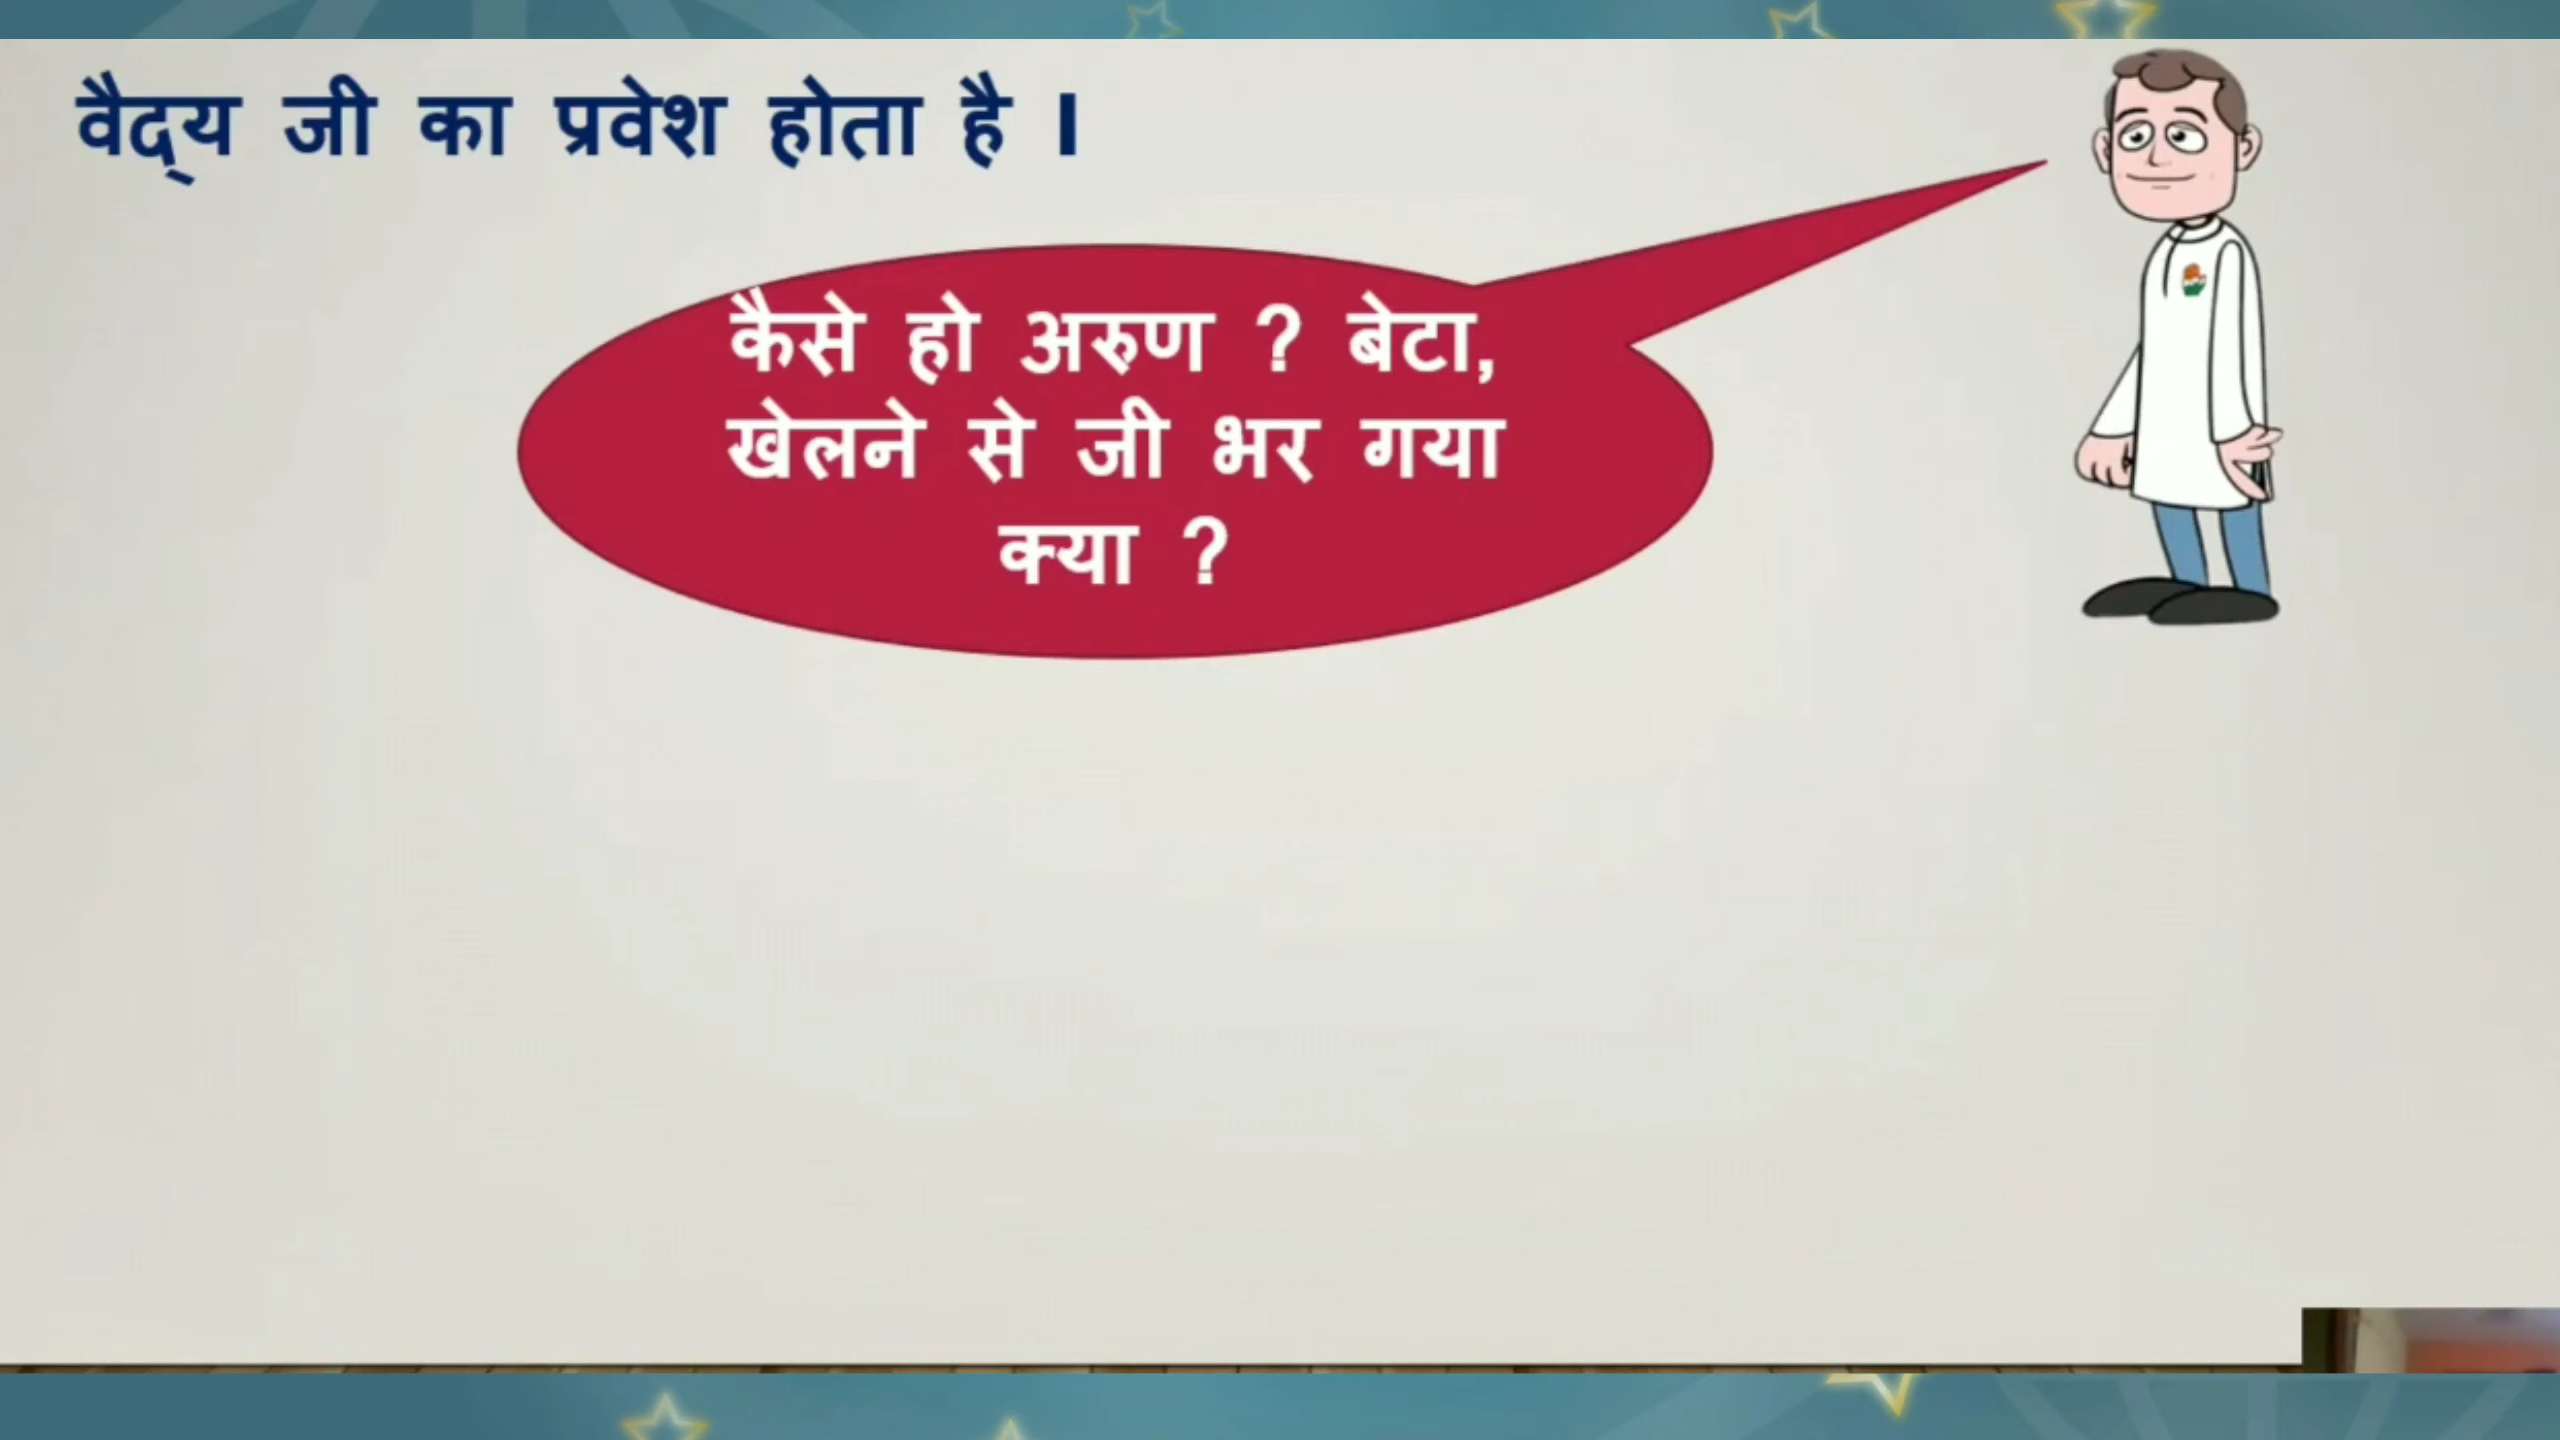 वैद्‌य जी का प्रवेश होता है ।
कैसे हो अरुण ? बेटा,
खेलने से जी भर गया
क्या ?